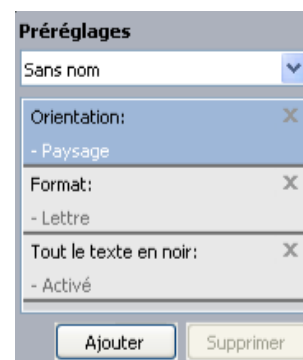 Préréglages
Sans nom
Orientation:
- Paysage
Format:
- Lettre
Tout le texte en noir:
- Activé
Ajouter Supprimer